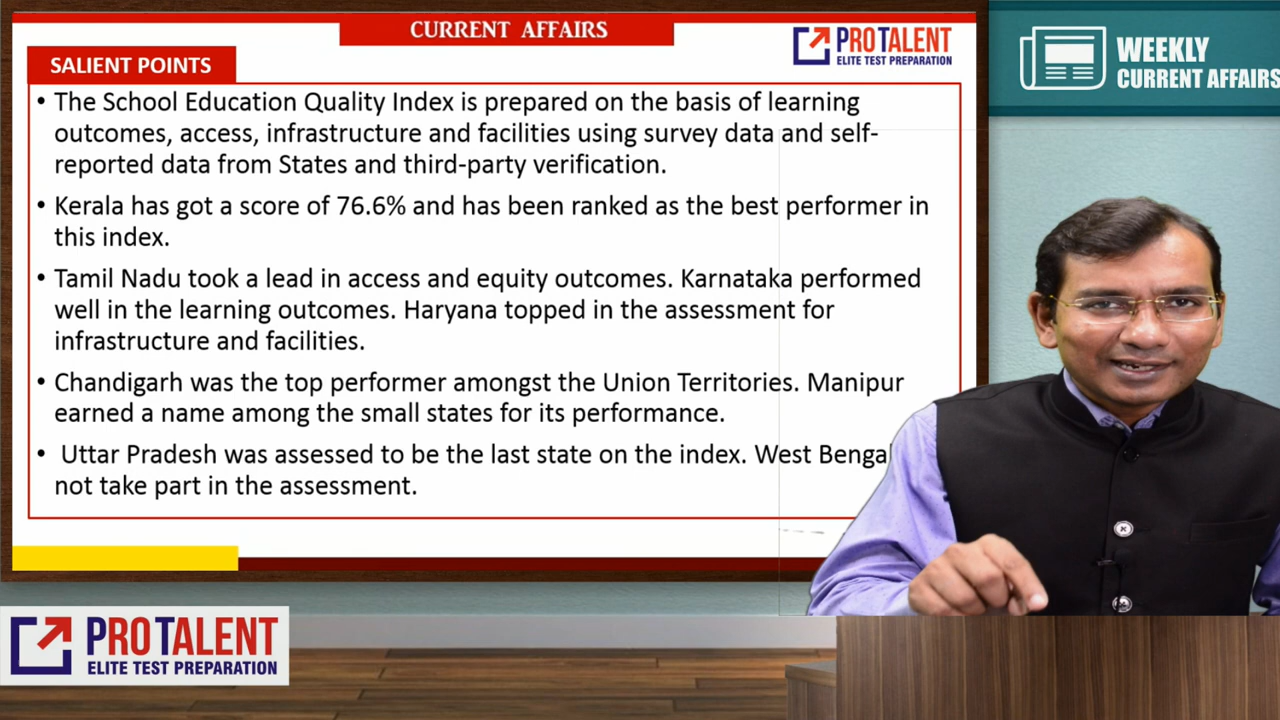 CURRENT AFFAIRS
PROTALENT
ELITE TEST PREPARATION
WEEKLY
CURRENT AFFAIRS
SALIENT POINTS
• The School Education Quality Index is prepared on the basis of learning
outcomes, access, infrastructure and facilities using survey data and self-
reported data from States and third-party verification.
• Kerala has got a score of 76.6% and has been ranked as the best performer in
this index.
• Tamil Nadu took a lead in access and equity outcomes. Karnataka performed
well in the learning outcomes. Haryana topped in the assessment for
infrastructure and facilities.
• Chandigarh was the top performer amongst the Union Territories. Manipur
earned a name among the small states for its performance.
• Uttar Pradesh was assessed to be the last state on the index. West Bengal
not take part in the assessment.
PROTALENT
ELITE TEST PREPARATION